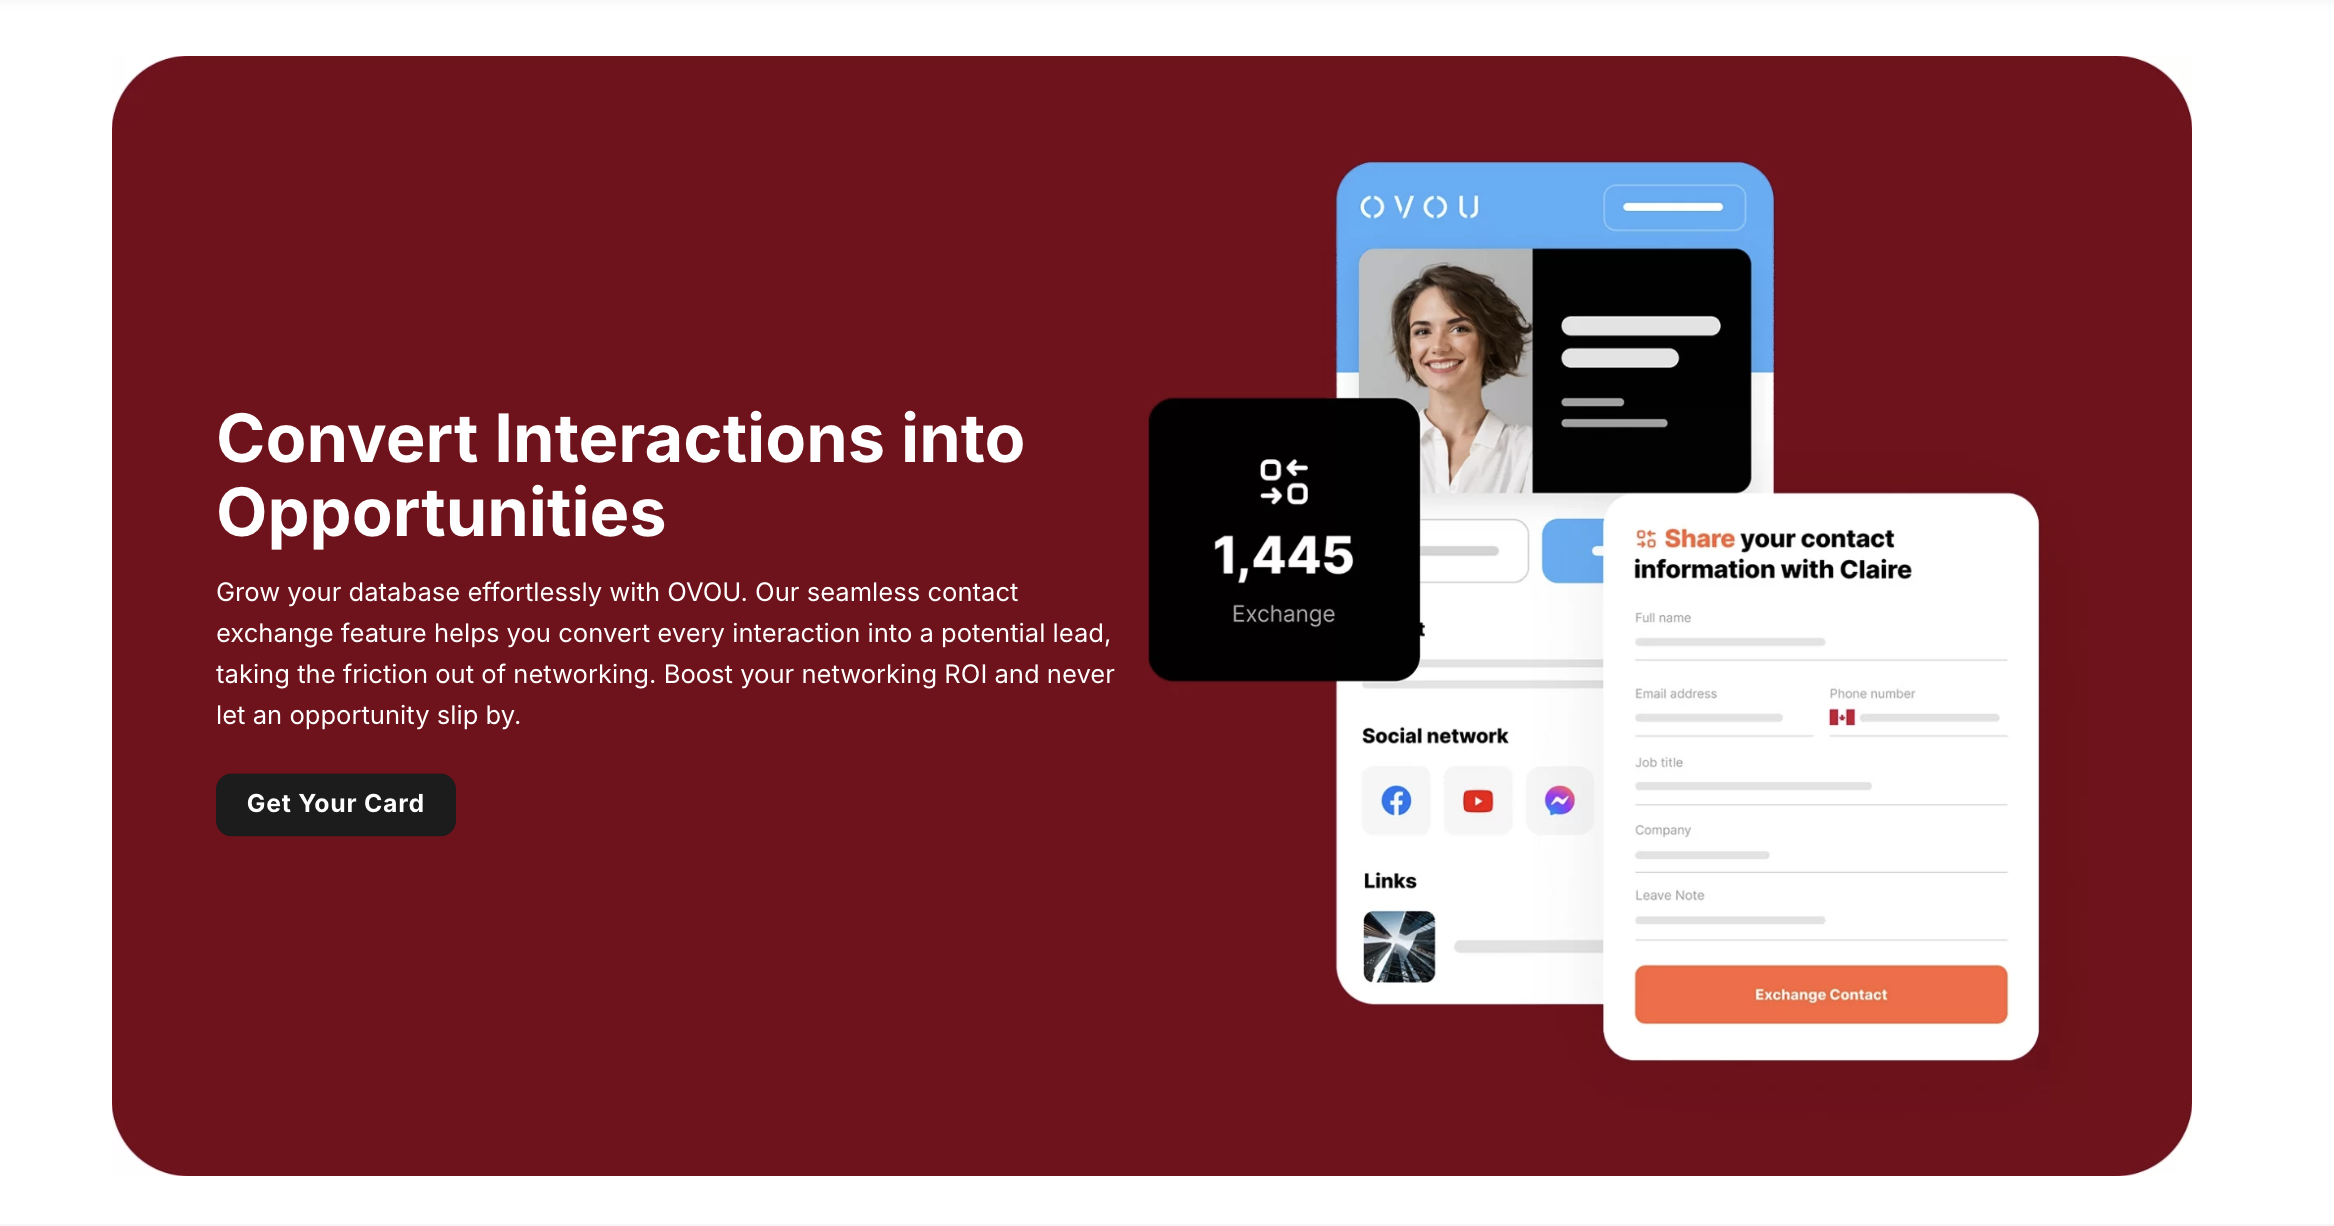 Convert Interactions into
Opportunities
Grow your database effortlessly with OVOU. Our seamless contact
exchange feature helps you convert every interaction into a potential lead,
taking the friction out of networking. Boost your networking ROI and never
let an opportunity slip by.
Get Your Card
OVOU
1,445
Exchange
Social network
Links
Share your contact
information with Claire
Full name
Email address
Phone number
Job title
Company
Leave Note
Exchange Contact